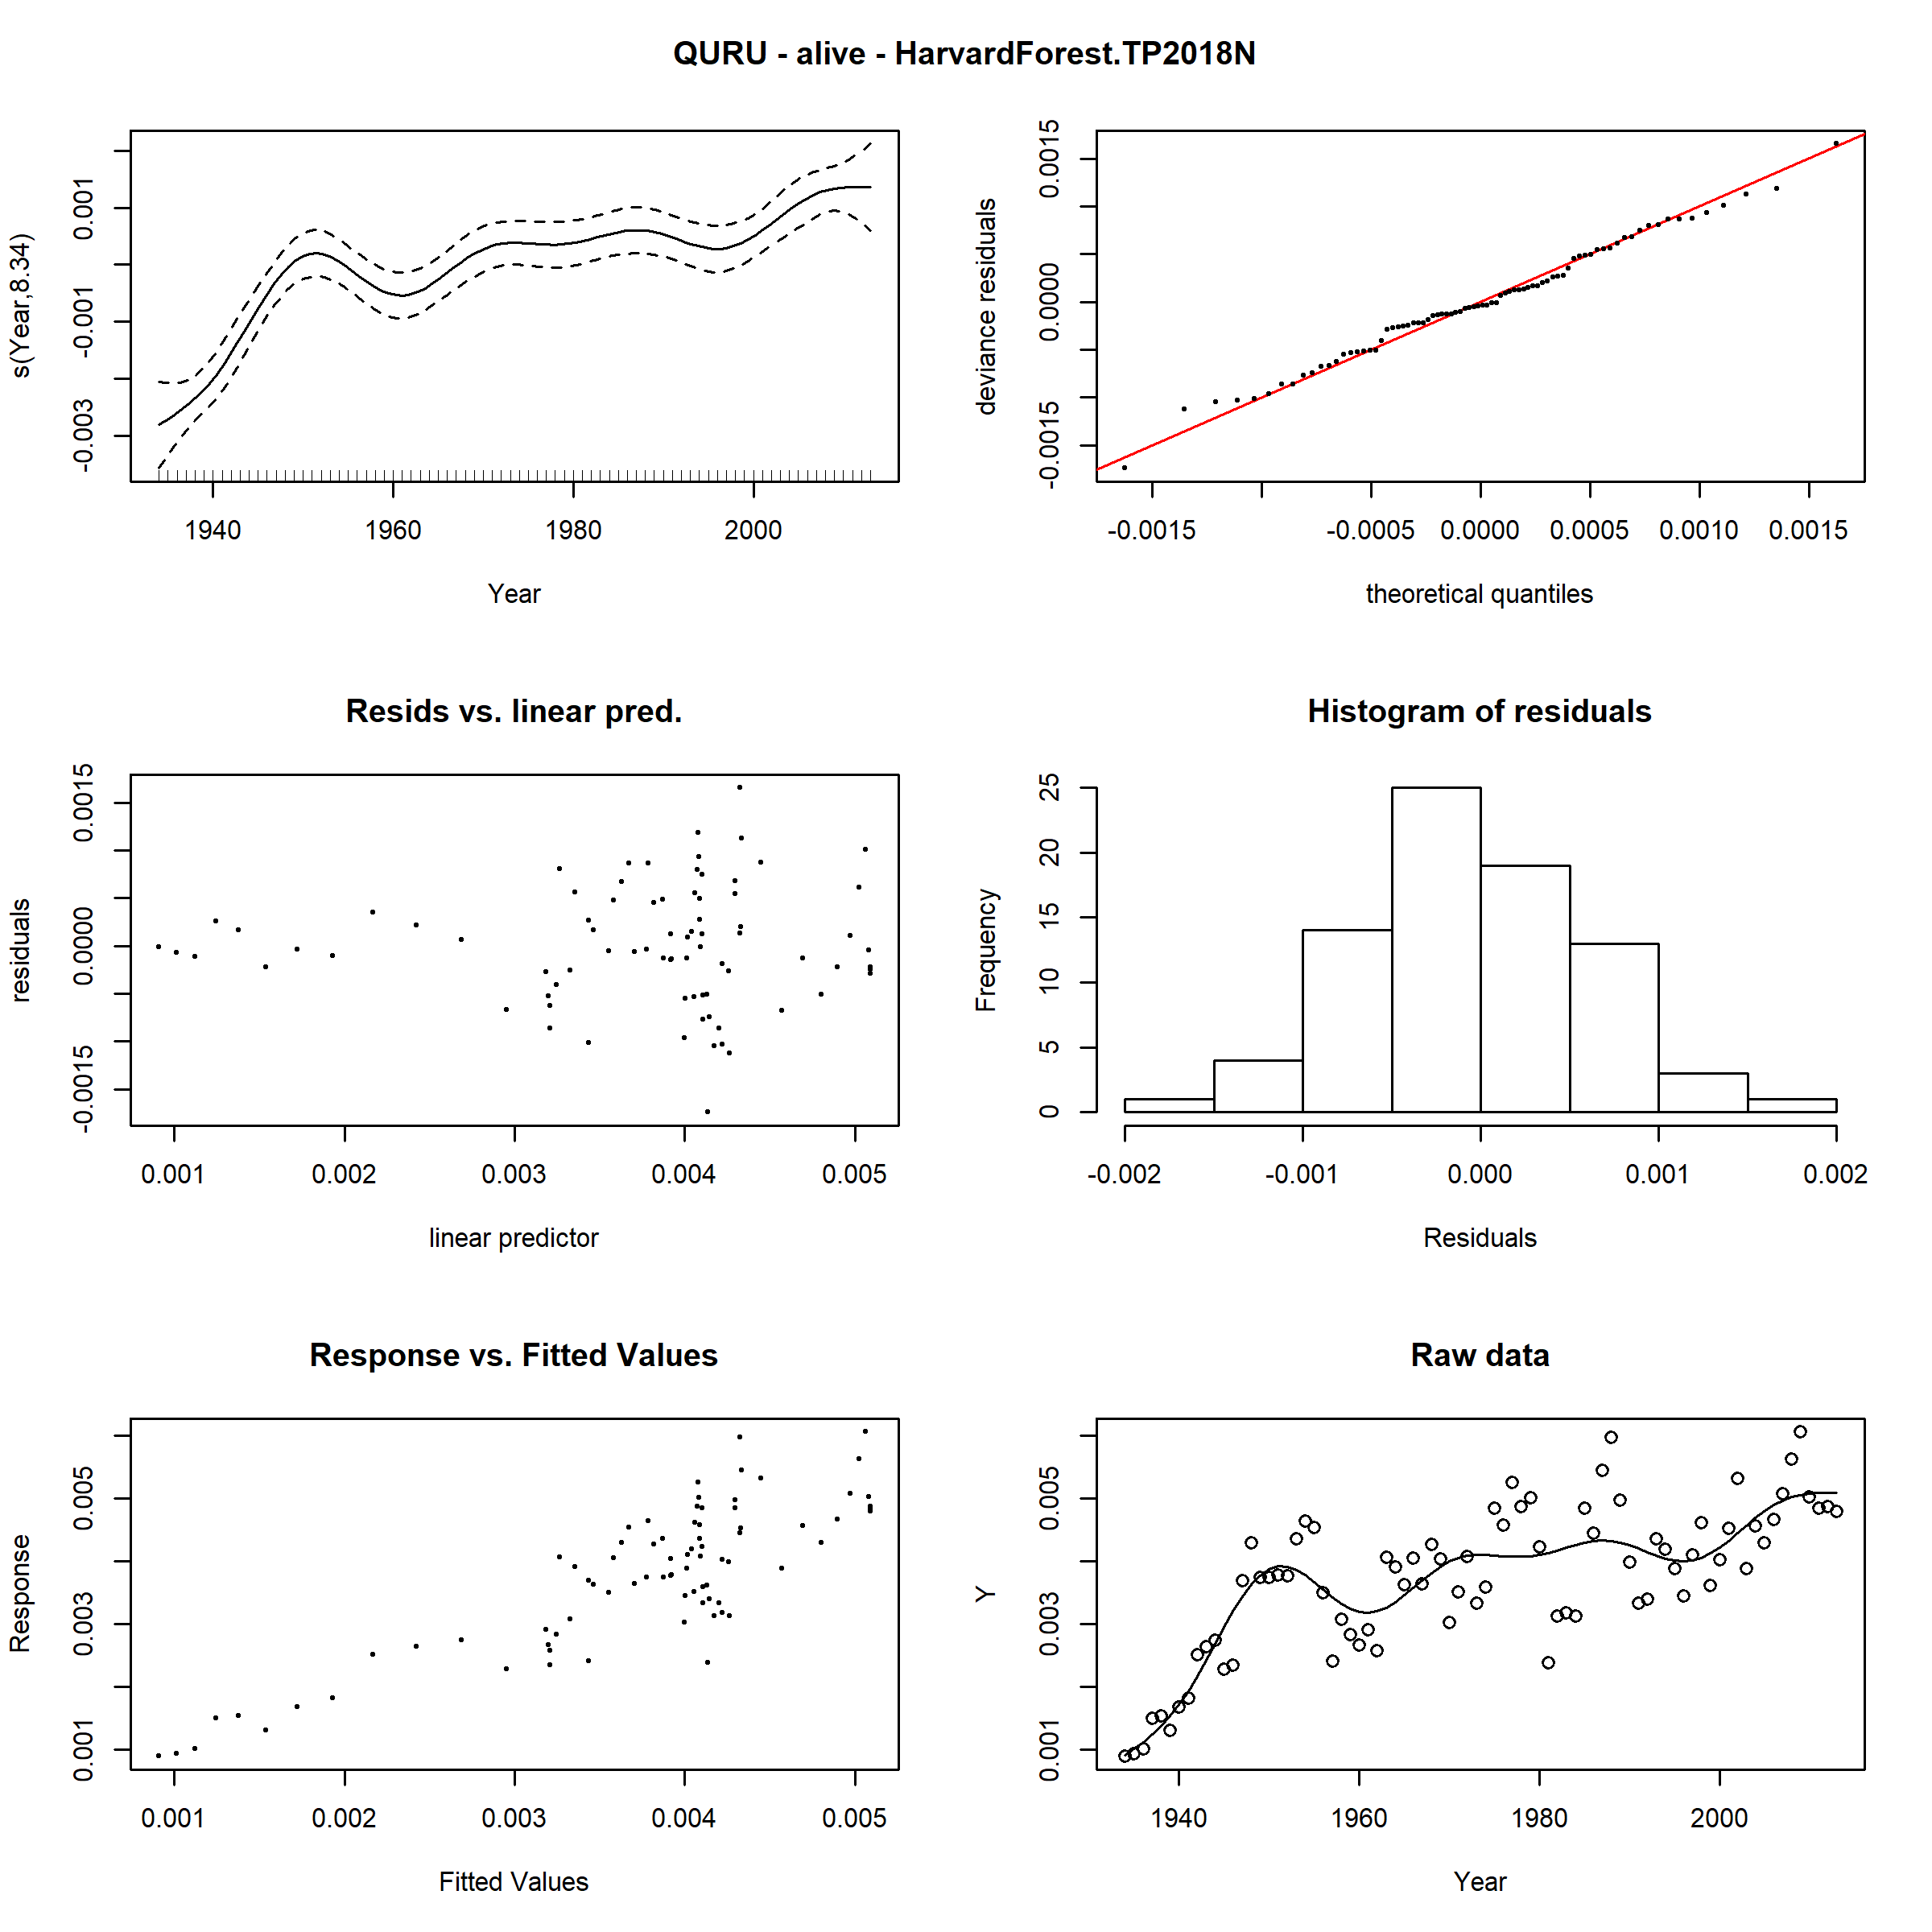 QURU - alive - HarvardForest.TP2018N
s(Year,8.34)
0.001
-0.001
-0.003
1940 1960 1980 2000
Year
deviance residuals
0.0015
0.0000
-0.0015
-0.0015 -0.0005 0.0000 0.0005 0.0010 0.0015
theoretical quantiles
Resids vs. linear pred.
residuals
0.0015
0.0000
-0.0015
0.001 0.002 0.003 0.004 0.005
linear predictor
Histogram of residuals
Frequency
25
20
15
10
5
0
-0.002 -0.001 0.000 0.001 0.002
Residuals
Response vs. Fitted Values
Response
0.005
0.003
0.001
0.001 0.002 0.003 0.004 0.005
Fitted Values
Raw data
Y
0.005
0.003
0.001
1940 1960 1980 2000
Year